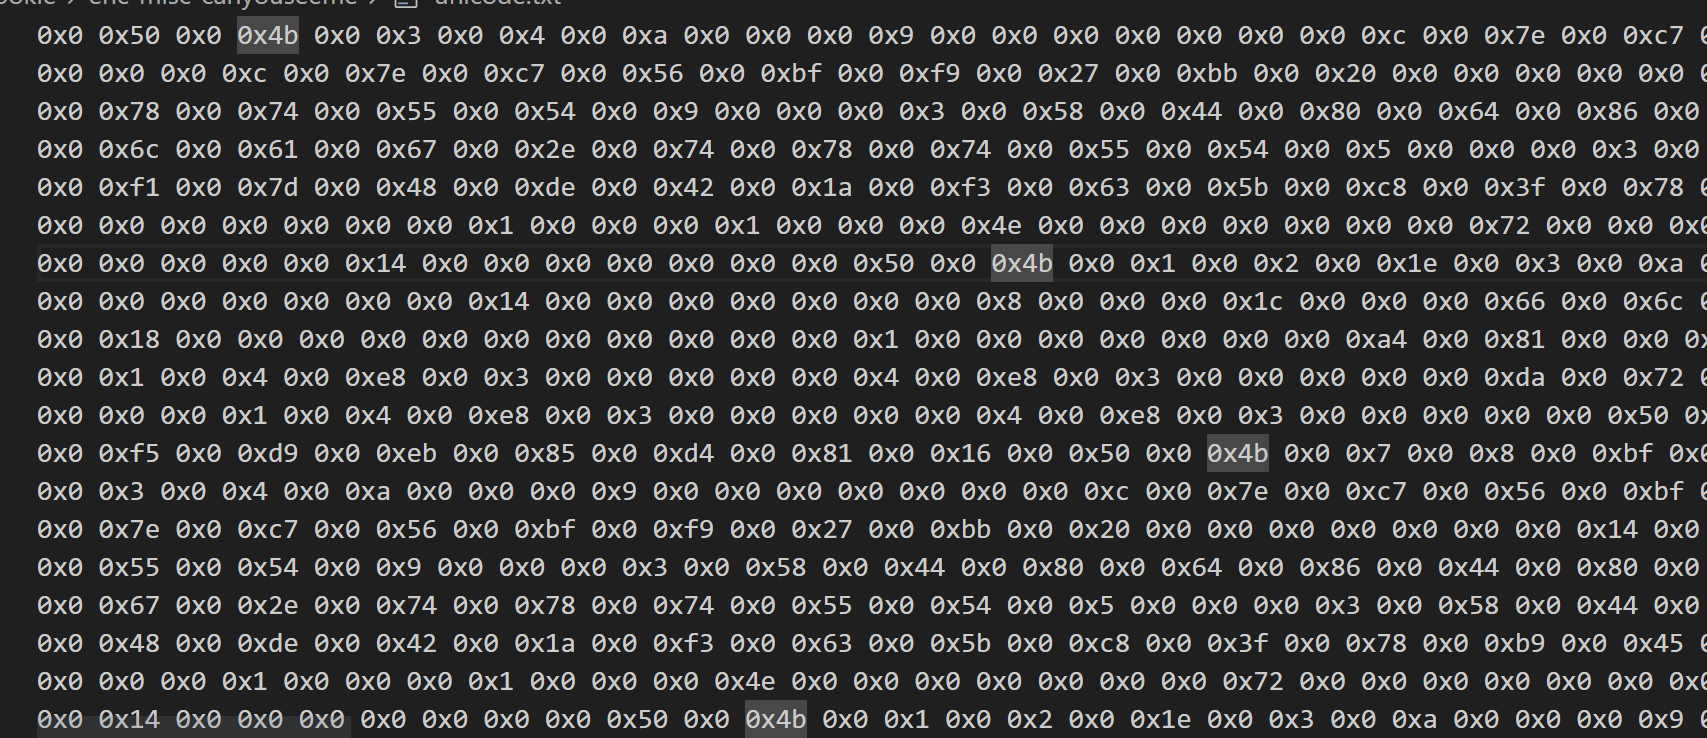 enc-misc-canyouseeme > unicode.txt
0x0 0x50 0x0 0x4b 0x0 0x3 0x0 0x4 0x0 0xa 0x0 0x0 0x0 0x9 0x0 0x0 0x0 0x0 0x0 0x0 0x0 0xc 0x0 0x7e 0x0 0xc7
0x0 0x0 0x0 0xc 0x0 0x7e 0x0 0xc7 0x0 0x56 0x0 0xbf 0x0 0xf9 0x0 0x27 0x0 0xbb 0x0 0x20 0x0 0x0 0x0 0x0
0x0 0x78 0x0 0x74 0x0 0x55 0x0 0x54 0x0 0x9 0x0 0x0 0x0 0x3 0x0 0x58 0x0 0x44 0x0 0x80 0x0 0x64 0x0 0x86 0x0
0x0 0x6c 0x0 0x61 0x0 0x67 0x0 0x2e 0x0 0x74 0x0 0x78 0x0 0x74 0x0 0x55 0x0 0x54 0x0 0x5 0x0 0x0 0x0 0x3 0x0
0x0 0xf1 0x0 0x7d 0x0 0x48 0x0 0xde 0x0 0x42 0x0 0x1a 0x0 0xf3 0x0 0x63 0x0 0x5b 0x0 0xc8 0x0 0x3f 0x0 0x78
0x0 0x0 0x0 0x0 0x0 0x0 0x0 0x1 0x0 0x0 0x0 0x1 0x0 0x0 0x0 0x4e 0x0 0x0 0x0 0x0 0x0 0x0 0x0 0x72 0x0 0x0
0x0 0x0 0x0 0x0 0x0 0x14 0x0 0x0 0x0 0x0 0x0 0x0 0x0 0x50 0x0 0x4b 0x0 0x1 0x0 0x2 0x0 0x1e 0x0 0x3 0x0 0xa
0x0 0x0 0x0 0x0 0x0 0x0 0x0 0x14 0x0 0x0 0x0 0x0 0x0 0x0 0x0 0x8 0x0 0x0 0x0 0x1c 0x0 0x0 0x0 0x66 0x0 0x6c
0x0 0x18 0x0 0x0 0x0 0x0 0x0 0x0 0x0 0x0 0x0 0x0 0x0 0x1 0x0 0x0 0x0 0x0 0x0 0x0 0x0 0xa4 0x0 0x81 0x0 0x0
0x0 0x1 0x0 0x4 0x0 0xe8 0x0 0x3 0x0 0x0 0x0 0x0 0x0 0x4 0x0 0xe8 0x0 0x3 0x0 0x0 0x0 0x0 0x0 0xda 0x0 0x72
0x0 0x0 0x0 0x1 0x0 0x4 0x0 0xe8 0x0 0x3 0x0 0x0 0x0 0x0 0x0 0x4 0x0 0xe8 0x0 0x3 0x0 0x0 0x0 0x0 0x0 0x50
0x0 0xf5 0x0 0xd9 0x0 0xeb 0x0 0x85 0x0 0xd4 0x0 0x81 0x0 0x16 0x0 0x50 0x0 0x4b 0x0 0x7 0x0 0x8 0x0 0xbf
0x0 0x3 0x0 0x4 0x0 0xa 0x0 0x0 0x0 0x9 0x0 0x0 0x0 0x0 0x0 0x0 0x0 0xc 0x0 0x7e 0x0 0xc7 0x0 0x56 0x0 0xbf
0x0 0x7e 0x0 0xc7 0x0 0x56 0x0 0xbf 0x0 0xf9 0x0 0x27 0x0 0xbb 0x0 0x20 0x0 0x0 0x0 0x0 0x0 0x0 0x0 0x14 0x0
0x0 0x55 0x0 0x54 0x0 0x9 0x0 0x0 0x0 0x3 0x0 0x58 0x0 0x44 0x0 0x80 0x0 0x64 0x0 0x86 0x0 0x44 0x0 0x80 0x0
0x0 0x67 0x0 0x2e 0x0 0x74 0x0 0x78 0x0 0x74 0x0 0x55 0x0 0x54 0x0 0x5 0x0 0x0 0x0 0x3 0x0 0x58 0x0 0x44 0x0
0x0 0x48 0x0 0xde 0x0 0x42 0x0 0x1a 0x0 0xf3 0x0 0x63 0x0 0x5b 0x0 0xc8 0x0 0x3f 0x0 0x78 0x0 0xb9 0x0 0x45
0x0 0x0 0x0 0x1 0x0 0x0 0x0 0x1 0x0 0x0 0x0 0x4e 0x0 0x0 0x0 0x0 0x0 0x0 0x0 0x72 0x0 0x0 0x0 0x0 0x0 0x0
0x0 0x14 0x0 0x0 0x0 0x0 0x0 0x0 0x0 0x50 0x0 0x4b 0x0 0x1 0x0 0x2 0x0 0x1e 0x0 0x3 0x0 0xa 0x0 0x0 0x0 0x9